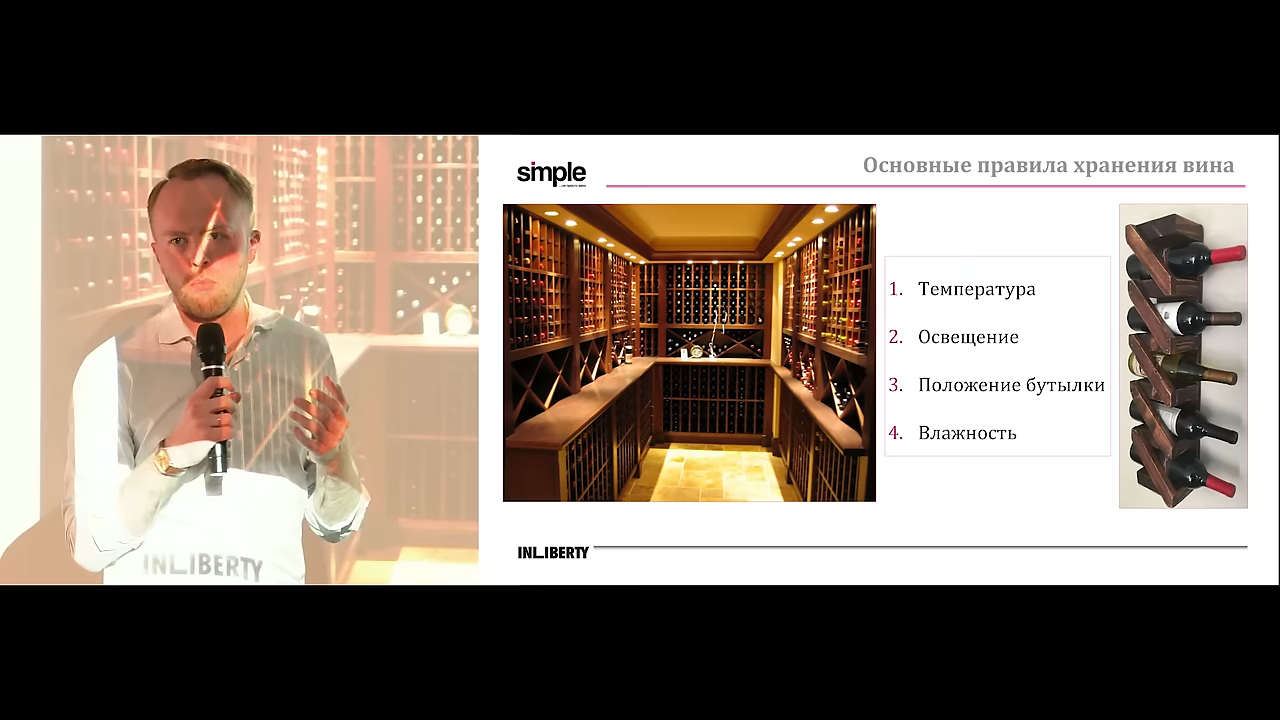 simple
Основные правила хранения вина
1. Температура
2. Освещение
3. Положение бутылки
4. Влажность
INLIBERTY
INLIBERTY